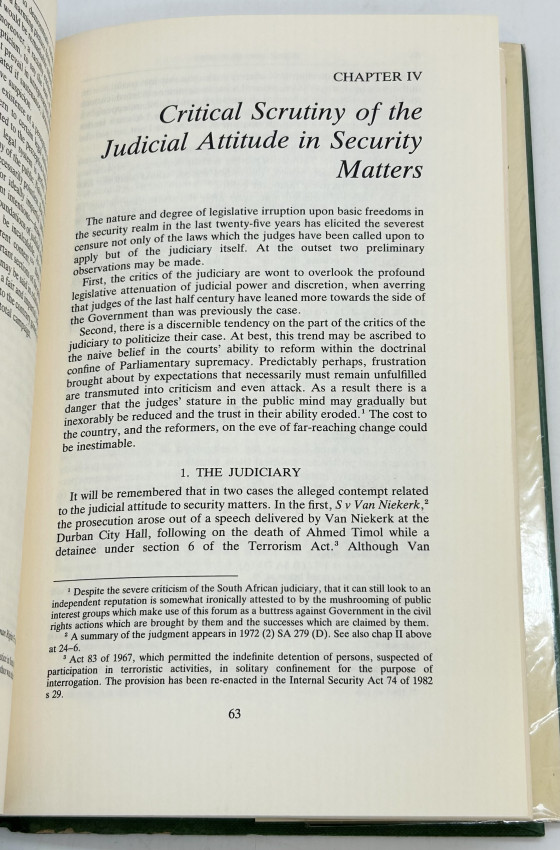 CHAPTER IV
Critical Scrutiny of the
Judicial Attitude in Security
Matters
The nature and degree of legislative irruption upon basic freedoms in
the security realm in the last twenty-five years has elicited the severest
censure not only of the laws which the judges have been called upon to
apply but of the judiciary itself. At the outset two preliminary
observations may be made.
First, the critics of the judiciary are wont to overlook the profound
legislative attenuation of judicial power and discretion, when averring
that judges of the last half century have leaned more towards the side of
the Government than was previously the case.
Second, there is a discernible tendency on the part of the critics of the
judiciary to politicize their case. At best, this trend may be ascribed to
the naive belief in the courts' ability to reform within the doctrinal
confine of Parliamentary supremacy. Predictably perhaps, frustration
brought about by expectations that necessarily must remain unfulfilled
are transmuted into criticism and even attack. As a result there is a
danger that the judges' stature in the public mind may gradually but
inexorably be reduced and the trust in their ability eroded.¹ The cost to
the country, and the reformers, on the eve of far-reaching change could
be inestimable.
1. THE JUDICIARY
It will be remembered that in two cases the alleged contempt related
to the judicial attitude to security matters. In the first, S v Van Niekerk,²
the prosecution arose out of a speech delivered by Van Niekerk at the
Durban City Hall, following on the death of Ahmed Timol while a
detainee under section 6 of the Terrorism Act.³ Although Van
¹ Despite the severe criticism of the South African judiciary, that it can still look to an
independent reputation is somewhat ironically attested to by the mushrooming of public
interest groups which make use of this forum as a buttress against Government in the civil
rights actions which are brought by them and the successes which are claimed by them.
² A summary of the judgment appears in 1972 (2) SA 279 (D). See also chap II above
at 24–6.
³ Act 83 of 1967, which permitted the indefinite detention of persons, suspected of
participation in terroristic activities, in solitary confinement for the purpose of
interrogation. The provision has been re-enacted in the Internal Security Act 74 of 1982
s 29.
63